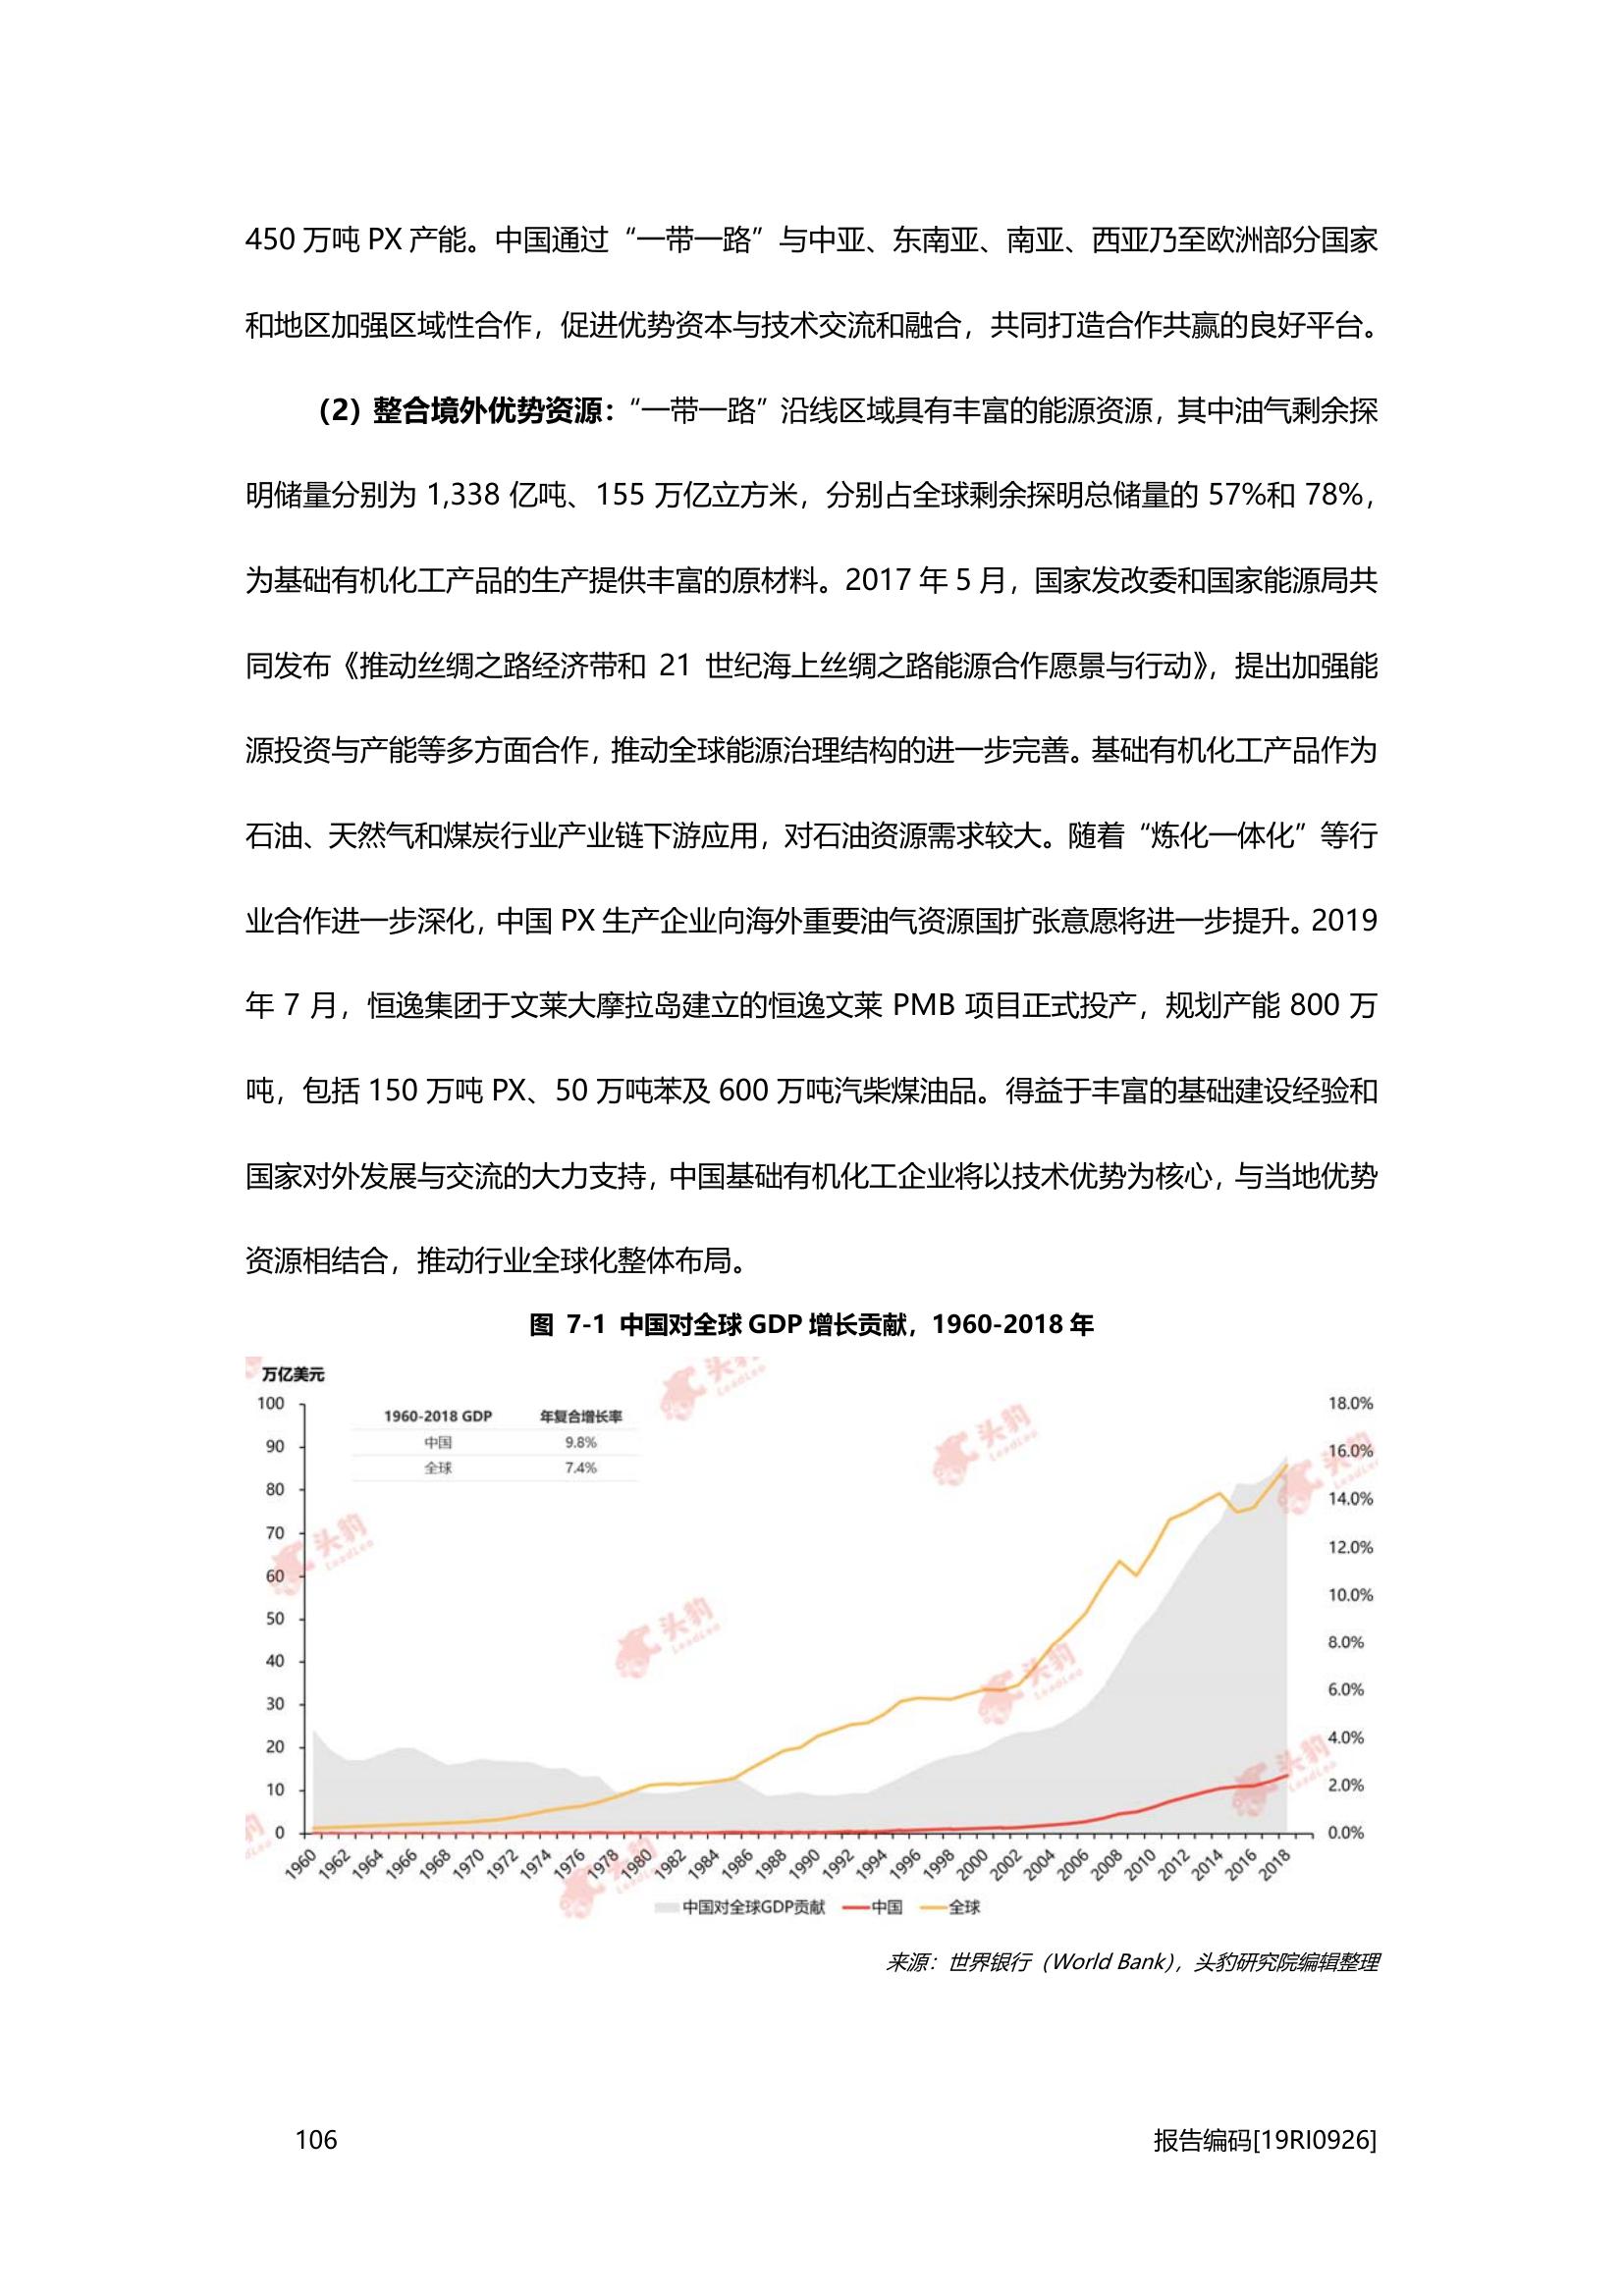 450 万吨 PX 产能。中国通过“一带一路”与中亚、东南亚、南亚、西亚乃至欧洲部分国家
和地区加强区域性合作，促进优势资本与技术交流和融合，共同打造合作共赢的良好平台。
（2）整合境外优势资源：“一带一路”沿线区域具有丰富的能源资源，其中油气剩余探
明储量分别为 1,338 亿吨、155 万亿立方米，分别占全球剩余探明总储量的 57%和 78%，
为基础有机化工产品的生产提供丰富的原材料。2017 年 5 月，国家发改委和国家能源局共
同发布《推动丝绸之路经济带和 21 世纪海上丝绸之路能源合作愿景与行动》，提出加强能
源投资与产能等多方面合作，推动全球能源治理结构的进一步完善。基础有机化工产品作为
石油、天然气和煤炭行业产业链下游应用，对石油资源需求较大。随着“炼化一体化”等行
业合作进一步深化，中国 PX 生产企业向海外重要油气资源国扩张意愿将进一步提升。2019
年 7 月，恒逸集团于文莱大摩拉岛建立的恒逸文莱 PMB 项目正式投产，规划产能 800 万
吨，包括 150 万吨 PX、50 万吨苯及 600 万吨汽柴煤油品。得益于丰富的基础建设经验和
国家对外发展与交流的大力支持，中国基础有机化工企业将以技术优势为核心，与当地优势
资源相结合，推动行业全球化整体布局。
图 7-1 中国对全球 GDP 增长贡献，1960-2018 年
万亿美元
1960-2018 GDP 年复合增长率
中国 9.8%
全球 7.4%
100
90
80
70
60
50
40
30
20
10
0
18.0%
16.0%
14.0%
12.0%
10.0%
8.0%
6.0%
4.0%
2.0%
0.0%
1960 1962 1964 1966 1968 1970 1972 1974 1976 1978 1980 1982 1984 1986 1988 1990 1992 1994 1996 1998 2000 2002 2004 2006 2008 2010 2012 2014 2016 2018
中国对全球GDP贡献 中国 全球
头豹 LeadLeo
头豹 LeadLeo
头豹 LeadLeo
头豹 LeadLeo
头豹 LeadLeo
头豹 LeadLeo
头豹 LeadLeo
头豹 LeadLeo
来源：世界银行（World Bank），头豹研究院编辑整理
106 报告编码[19RI0926]